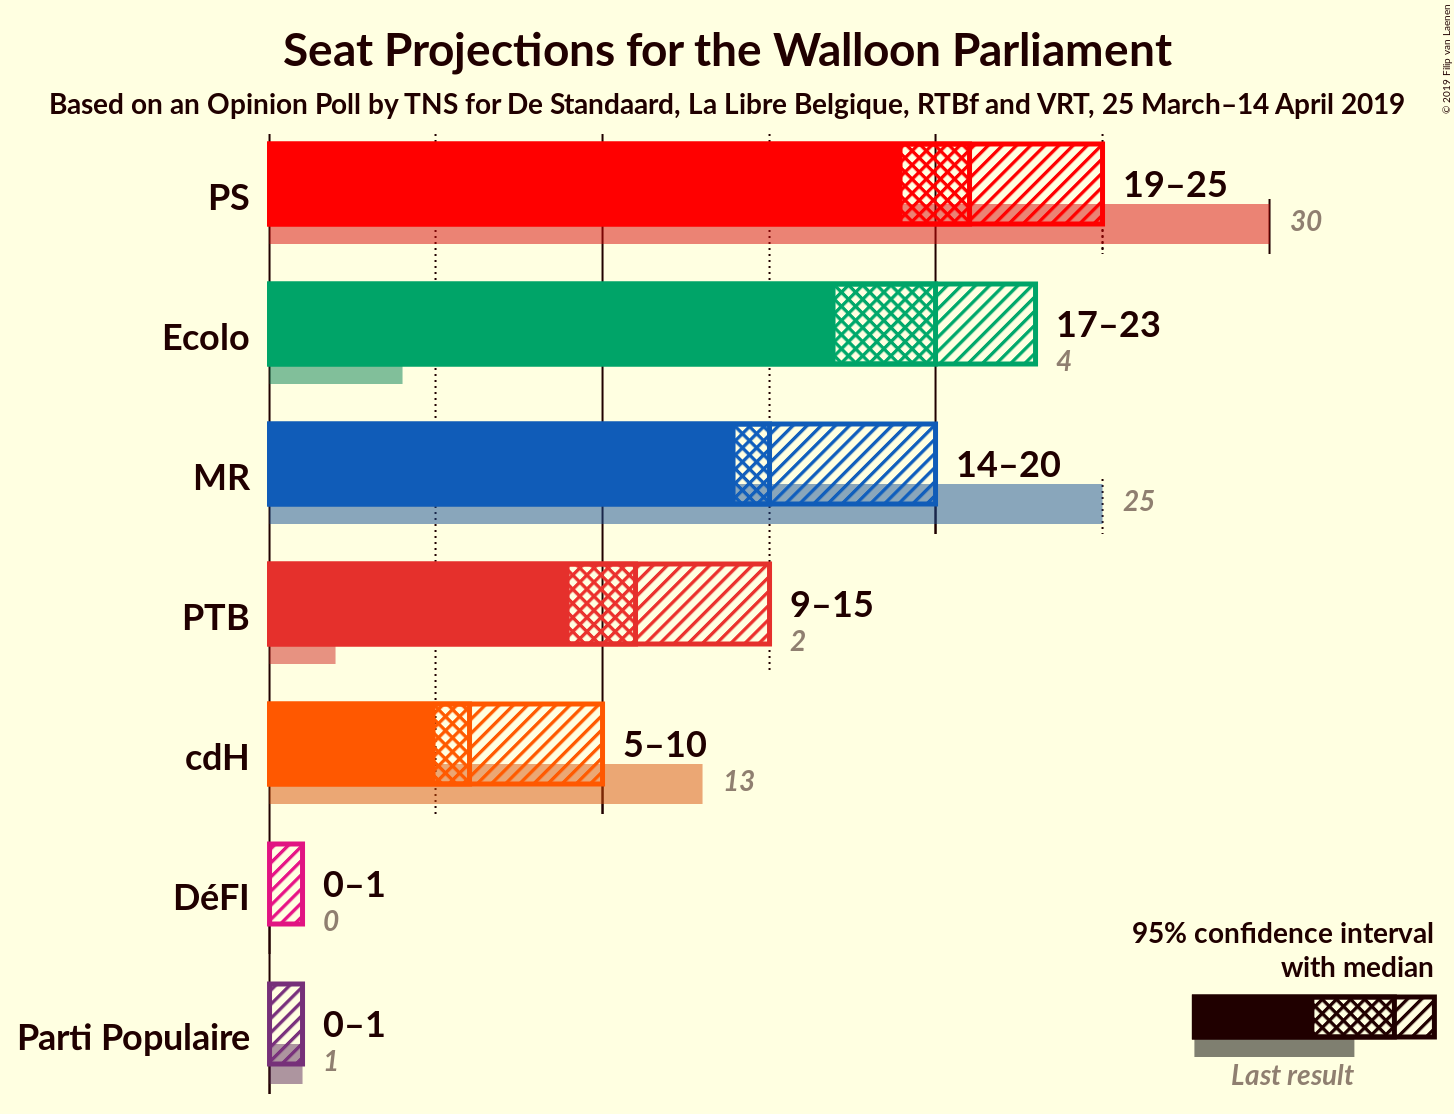 Seat Projections for the Walloon Parliament
Based on an Opinion Poll by TNS for De Standaard, La Libre Belgique, RTBf and VRT, 25 March–14 April 2019
© 2019 Filip van Laenen
PS
19–25
30
Ecolo
17–23
4
MR
14–20
25
PTB
9–15
2
cdH
5–10
13
DéFI
0–1
0
Parti Populaire
0–1
1
95% confidence interval
with median
Last result